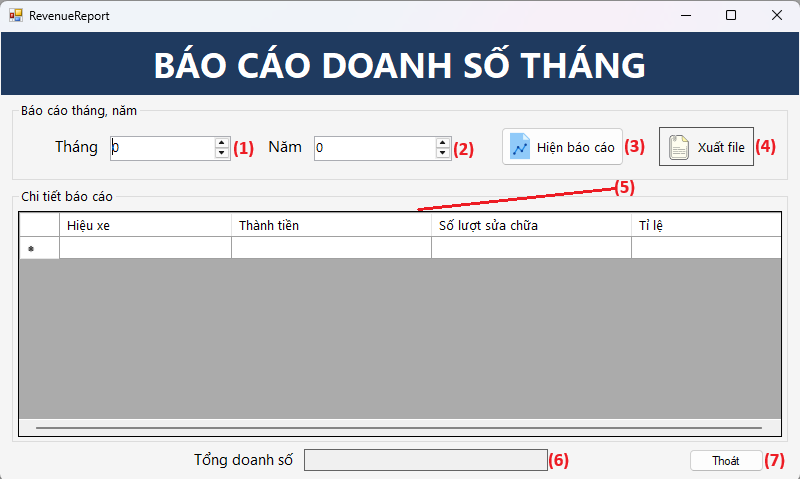 RevenueReport
BÁO CÁO DOANH SỐ THÁNG
Báo cáo tháng, năm
Tháng 0 (1) Năm 0 (2) Hiện báo cáo (3) Xuất file (4)
(5)
Chi tiết báo cáo
Hiệu xe Thành tiền Số lượt sửa chữa Tỉ lệ
*
Tổng doanh số (6) Thoát (7)